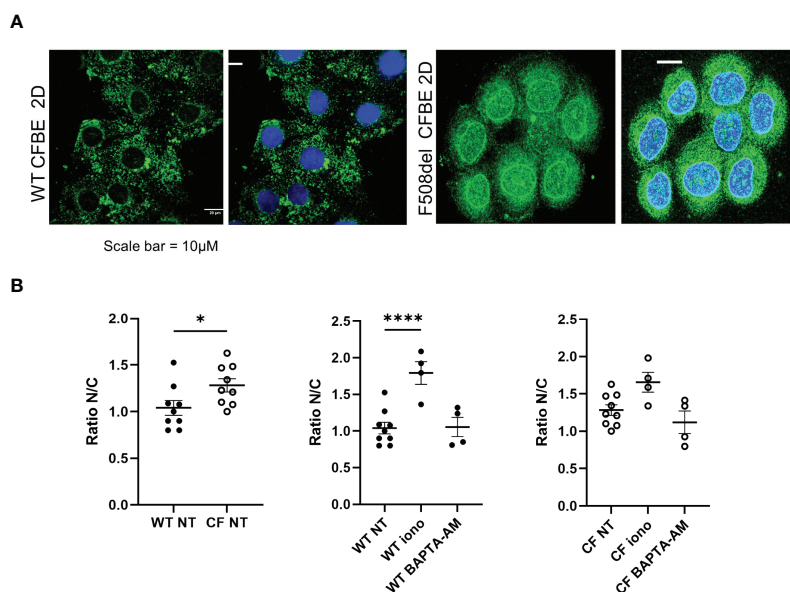 A
WT CFBE 2D
20 µm
F508del CFBE 2D
Scale bar = 10µM
B
Ratio N/C
2.0
1.5
1.0
0.5
0.0
*
WT NT
CF NT
Ratio N/C
2.5
2.0
1.5
1.0
0.5
0.0
****
WT NT
WT iono
WT BAPTA-AM
Ratio N/C
2.5
2.0
1.5
1.0
0.5
0.0
CF NT
CF iono
CF BAPTA-AM